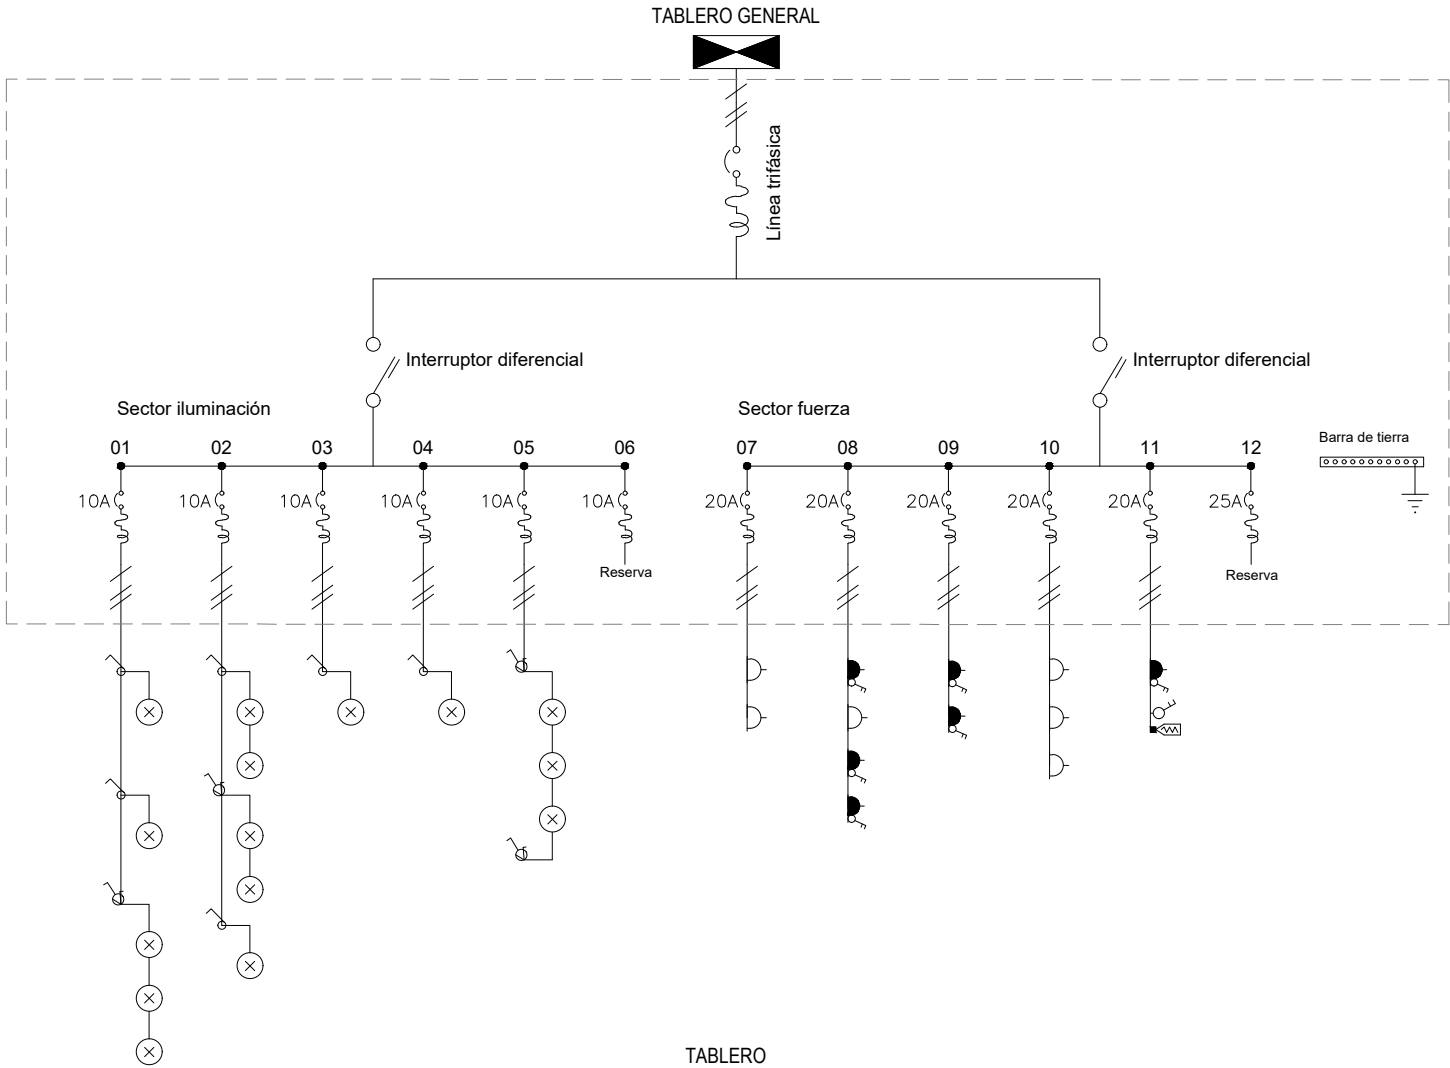 TABLERO GENERAL
Línea trifásica
Interruptor diferencial
Interruptor diferencial
Sector iluminación
Sector fuerza
01 02 03 04 05 06 07 08 09 10 11 12
Barra de tierra
10A 10A 10A 10A 10A 10A 20A 20A 20A 20A 20A 25A
Reserva
Reserva
TABLERO